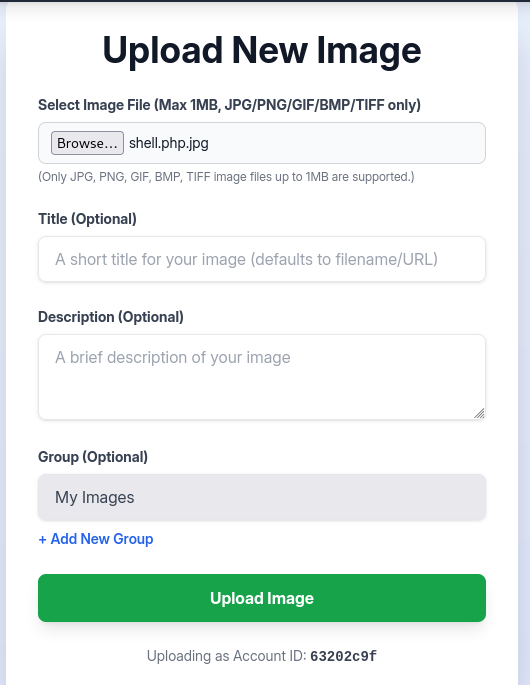 Upload New Image
Select Image File (Max 1MB, JPG/PNG/GIF/BMP/TIFF only)
Browse... shell.php.jpg
(Only JPG, PNG, GIF, BMP, TIFF image files up to 1MB are supported.)
Title (Optional)
A short title for your image (defaults to filename/URL)
Description (Optional)
A brief description of your image
Group (Optional)
My Images
+ Add New Group
Upload Image
Uploading as Account ID: 63202c9f